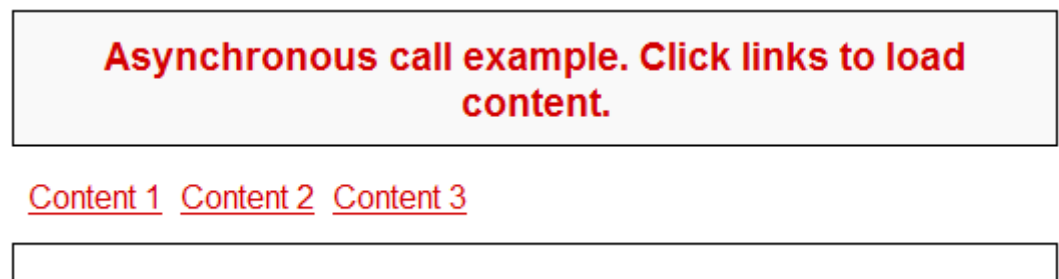 Asynchronous call example. Click links to load
content.
Content 1 Content 2 Content 3